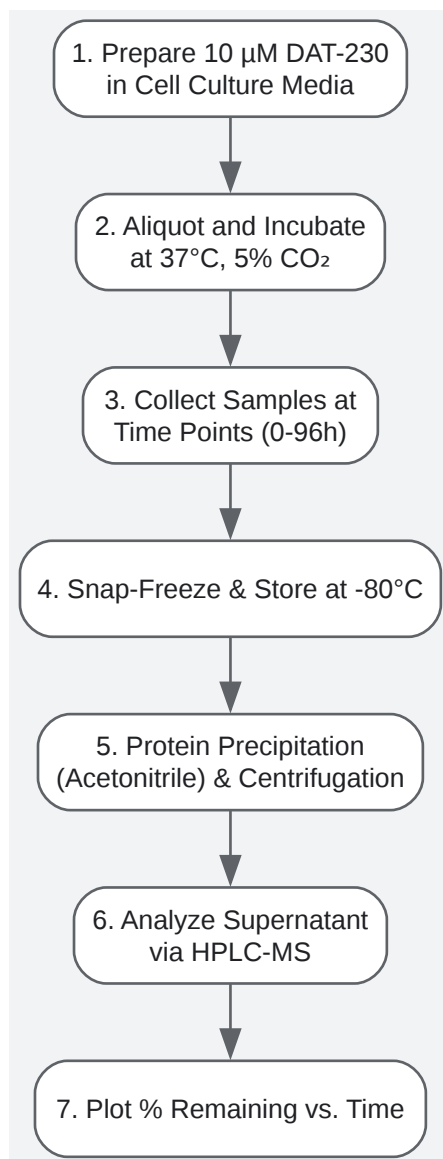 1. Prepare 10 µM DAT-230
in Cell Culture Media
2. Aliquot and Incubate
at 37°C, 5% CO₂
3. Collect Samples at
Time Points (0-96h)
4. Snap-Freeze & Store at -80°C
5. Protein Precipitation
(Acetonitrile) & Centrifugation
6. Analyze Supernatant
via HPLC-MS
7. Plot % Remaining vs. Time